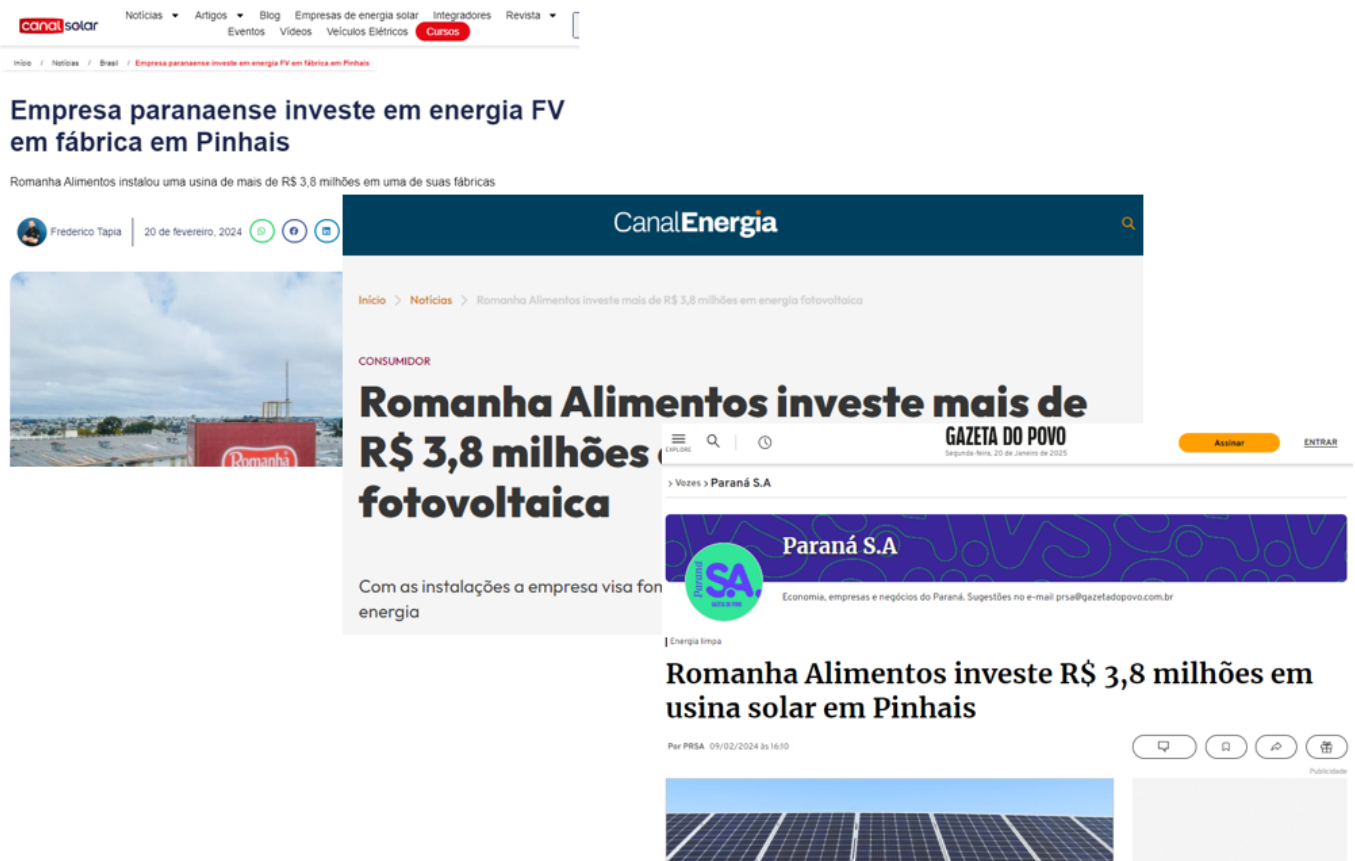 canal solar
Notícias Artigos Blog Empresas de energia solar Integradores Revista
Eventos Vídeos Veículos Elétricos Cursos
Início / Notícias / Brasil / Empresa paranaense investe em energia FV em fábrica em Pinhais
Empresa paranaense investe em energia FV
em fábrica em Pinhais
Romanha Alimentos instalou uma usina de mais de R$ 3,8 milhões em uma de suas fábricas
Frederico Tapia 20 de fevereiro, 2024
Romanhã
CanalEnergia
Início > Notícias > Romanha Alimentos investe mais de R$ 3,8 milhões em energia fotovoltaica
CONSUMIDOR
Romanha Alimentos investe mais de
R$ 3,8 milhões
fotovoltaica
Com as instalações a empresa visa
energia
EXPLORE
GAZETA DO POVO
Segunda-feira, 20 de Janeiro de 2025
Assinar
ENTRAR
> Vozes > Paraná S.A
Paraná S.A
Paraná
S.A.
GAZETA DO POVO
Economia, empresas e negócios do Paraná. Sugestões no e-mail prsa@gazetadopovo.com.br
Energia limpa
Romanha Alimentos investe R$ 3,8 milhões em
usina solar em Pinhais
Por PRSA 09/02/2024 às 16:10
Publicidade